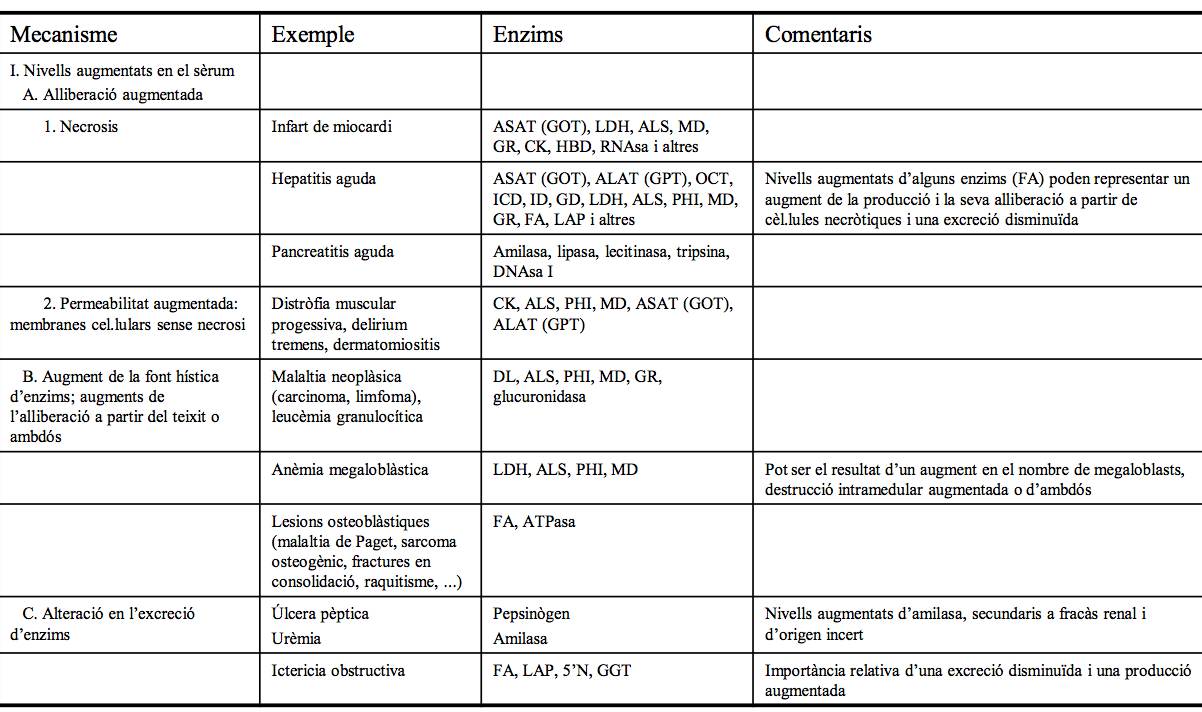 Mecanisme
Exemple
Enzims
Comentaris
I. Nivells augmentats en el sèrum
A. Alliberació augmentada
1. Necrosis
Infart de miocardi
ASAT (GOT), LDH, ALS, MD,
GR, CK, HBD, RNAsa i altres
Hepatitis aguda
ASAT (GOT), ALAT (GPT), OCT,
ICD, ID, GD, LDH, ALS, PHI, MD,
GR, FA, LAP i altres
Nivells augmentats d’alguns enzims (FA) poden representar un
augment de la producció i la seva alliberació a partir de
cèl.lules necròtiques i una excreció disminuïda
Pancreatitis aguda
Amilasa, lipasa, lecitinasa, tripsina,
DNAsa I
2. Permeabilitat augmentada:
membranes cel.lulars sense necrosi
Distròfia muscular
progessiva, delirium
tremens, dermatomiositis
CK, ALS, PHI, MD, ASAT (GOT),
ALAT (GPT)
B. Augment de la font hística
d’enzims; augments de
l’alliberació a partir del teixit o
ambdós
Malaltia neoplàsica
(carcinoma, limfoma),
leucèmia granulocítica
DL, ALS, PHI, MD, GR,
glucuronidasa
Anèmia megaloblàstica
LDH, ALS, PHI, MD
Pot ser el resultat d’un augment en el nombre de megaloblasts,
destrucció intramedular augmentada o d’ambdós
Lesions osteoblàstiques
(malaltia de Paget, sarcoma
osteogènic, fractures en
consolidació, raquitisme, ...)
FA, ATPasa
C. Alteració en l’excreció
d’enzims
Úlcera pèptica
Urèmia
Pepsinògen
Amilasa
Nivells augmentats d’amilasa, secundaris a fracàs renal i
d’origen incert
Ictericia obstructiva
FA, LAP, 5’N, GGT
Importància relativa d’una excreció disminuïda i una producció
augmentada